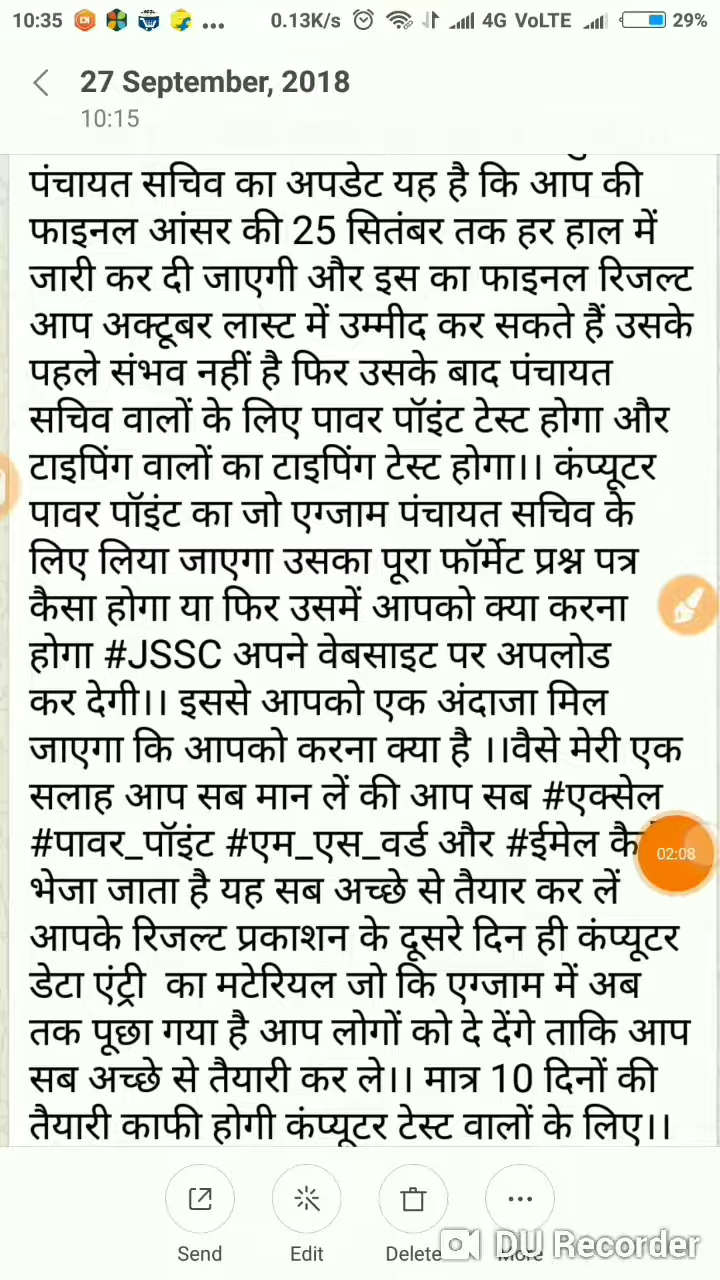 10:35 ... 0.13K/s 4G VoLTE 29%
27 September, 2018
10:15
पंचायत सचिव का अपडेट यह है कि आप की
फाइनल आंसर की 25 सितंबर तक हर हाल में
जारी कर दी जाएगी और इस का फाइनल रिजल्ट
आप अक्टूबर लास्ट में उम्मीद कर सकते हैं उसके
पहले संभव नहीं है फिर उसके बाद पंचायत
सचिव वालों के लिए पावर पॉइंट टेस्ट होगा और
टाइपिंग वालों का टाइपिंग टेस्ट होगा।। कंप्यूटर
पावर पॉइंट का जो एग्जाम पंचायत सचिव के
लिए लिया जाएगा उसका पूरा फॉर्मेट प्रश्न पत्र
कैसा होगा या फिर उसमें आपको क्या करना
होगा #JSSC अपने वेबसाइट पर अपलोड
कर देगी।। इससे आपको एक अंदाजा मिल
जाएगा कि आपको करना क्या है ।।वैसे मेरी एक
सलाह आप सब मान लें की आप सब #एक्सेल
#पावर_पॉइंट #एम_एस_वर्ड और #ईमेल
02:08
भेजा जाता है यह सब अच्छे से तैयार कर लें
आपके रिजल्ट प्रकाशन के दूसरे दिन ही कंप्यूटर
डेटा एंट्री का मटेरियल जो कि एग्जाम में अब
तक पूछा गया है आप लोगों को दे देंगे ताकि आप
सब अच्छे से तैयारी कर ले।। मात्र 10 दिनों की
तैयारी काफी होगी कंप्यूटर टेस्ट वालों के लिए।।
Send Edit Delete More
DU Recorder